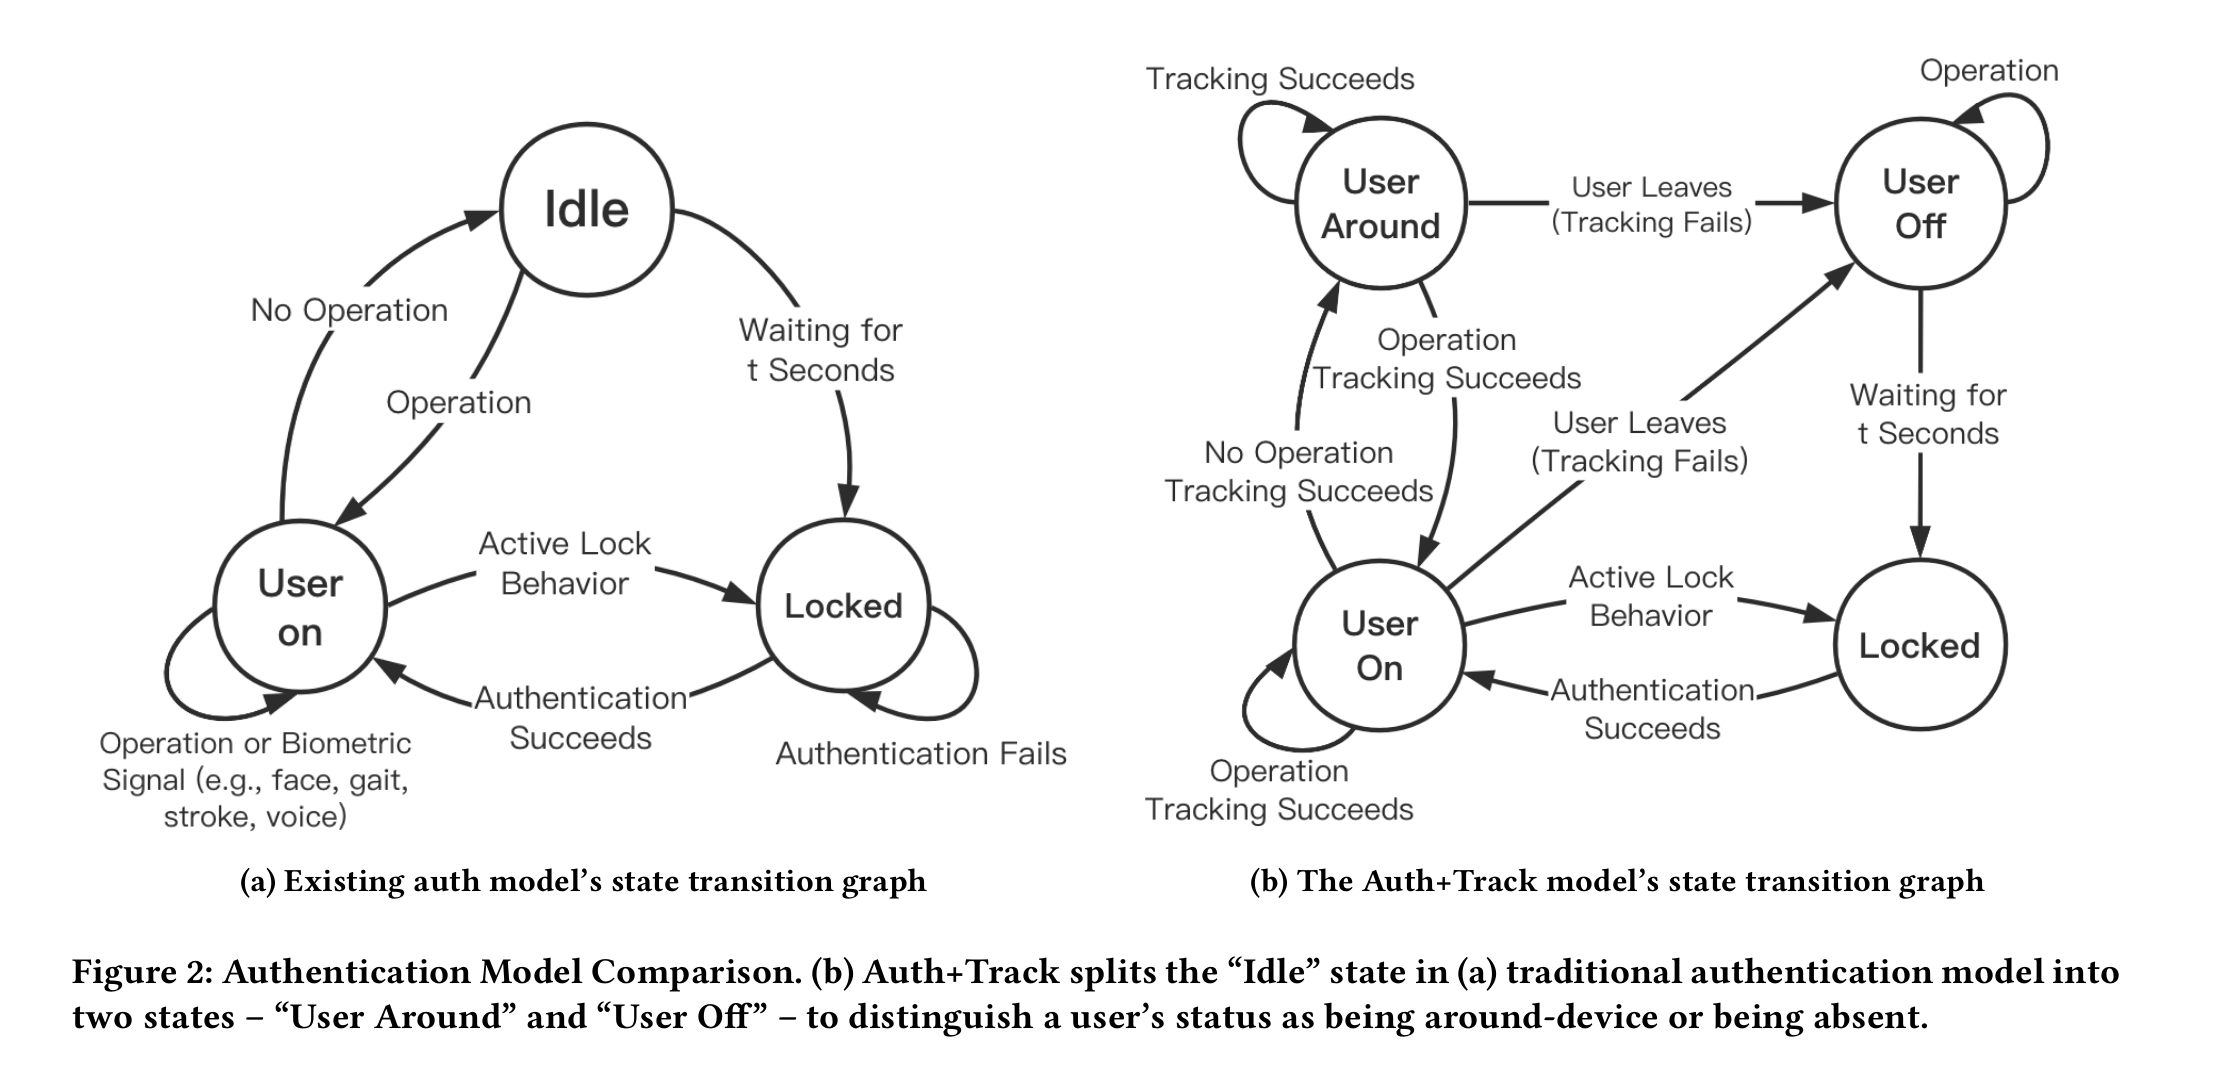 Idle
No Operation
Operation
Waiting for
t Seconds
User
on
Active Lock
Behavior
Locked
Authentication
Succeeds
Operation or Biometric
Signal (e.g., face, gait,
stroke, voice)
Authentication Fails
(a) Existing auth model’s state transition graph
Tracking Succeeds
Operation
User
Around
User Leaves
(Tracking Fails)
User
Off
Operation
Tracking Succeeds
User Leaves
(Tracking Fails)
Waiting for
t Seconds
No Operation
Tracking Succeeds
User
On
Active Lock
Behavior
Locked
Authentication
Succeeds
Operation
Tracking Succeeds
(b) The Auth+Track model’s state transition graph
Figure 2: Authentication Model Comparison. (b) Auth+Track splits the “Idle” state in (a) traditional authentication model into
two states – “User Around” and “User Off” – to distinguish a user’s status as being around-device or being absent.